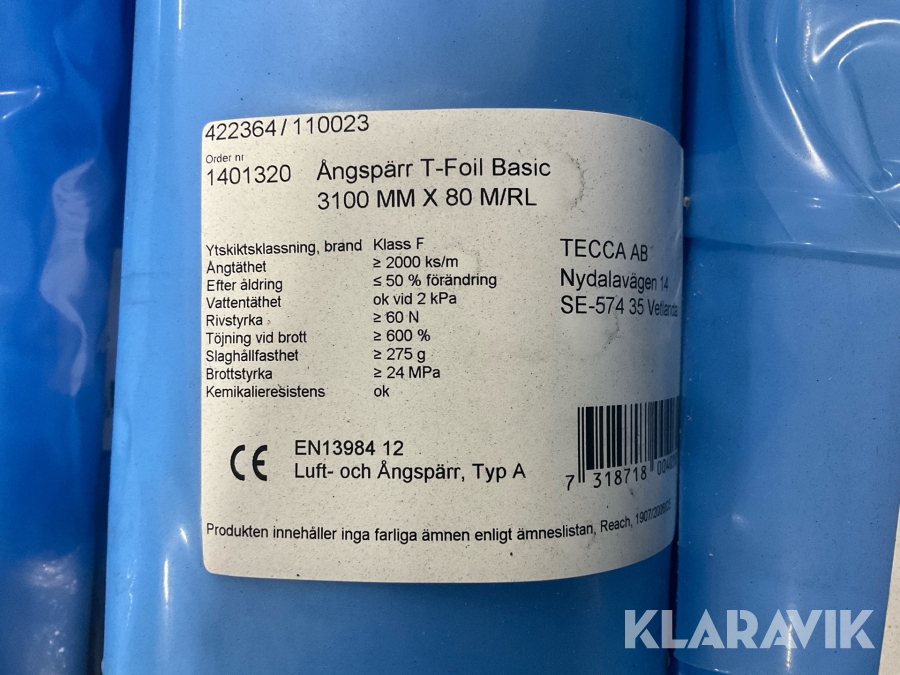 422364/110023
Order nr
1401320 Ångspärr T-Foil Basic
3100 MM X 80 M/RL
Ytskiktsklassning, brand Klass F
Ångtäthet ≥ 2000 ks/m
Efter åldring ≤ 50 % förändring
Vattentäthet ok vid 2 kPa
Rivstyrka ≥ 60 N
Töjning vid brott ≥ 600 %
Slaghållfasthet ≥ 275 g
Brottstyrka ≥ 24 MPa
Kemikalieresistens ok
TECCA AB
Nydalavägen 14
SE-574 35 Vetlanda
CE EN13984 12
Luft- och Ångspärr, Typ A
7 318718
Produkten innehåller inga farliga ämnen enligt ämneslistan, Reach,
KLARAVIK